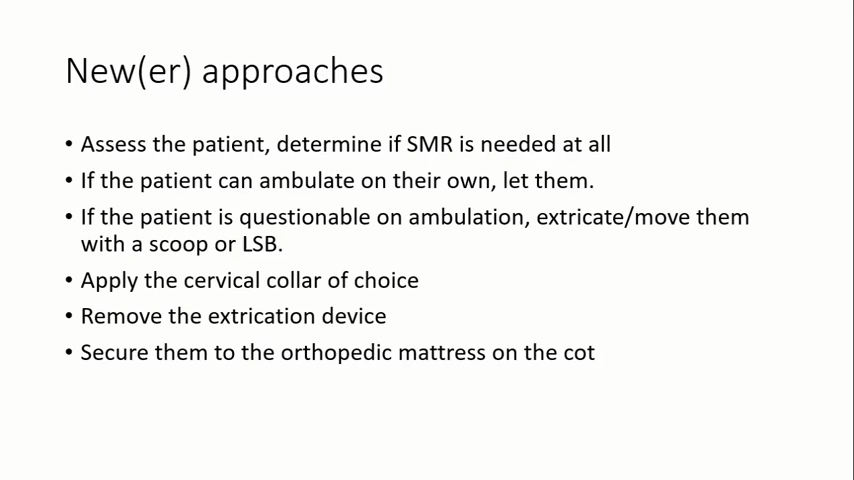 New(er) approaches
• Assess the patient, determine if SMR is needed at all
• If the patient can ambulate on their own, let them.
• If the patient is questionable on ambulation, extricate/move them
with a scoop or LSB.
• Apply the cervical collar of choice
• Remove the extrication device
• Secure them to the orthopedic mattress on the cot